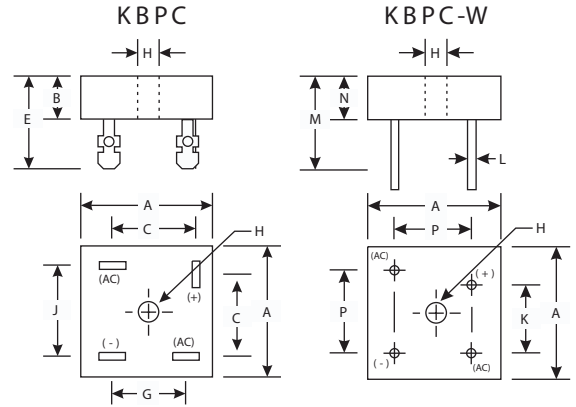 KBPC
KBPC-W
H
B
E
H
N
M
L
A
C
H
(AC)
(+)
J
C
A
(-)
(AC)
G
A
P
H
(AC)
(+)
P
K
A
(-)
(AC)